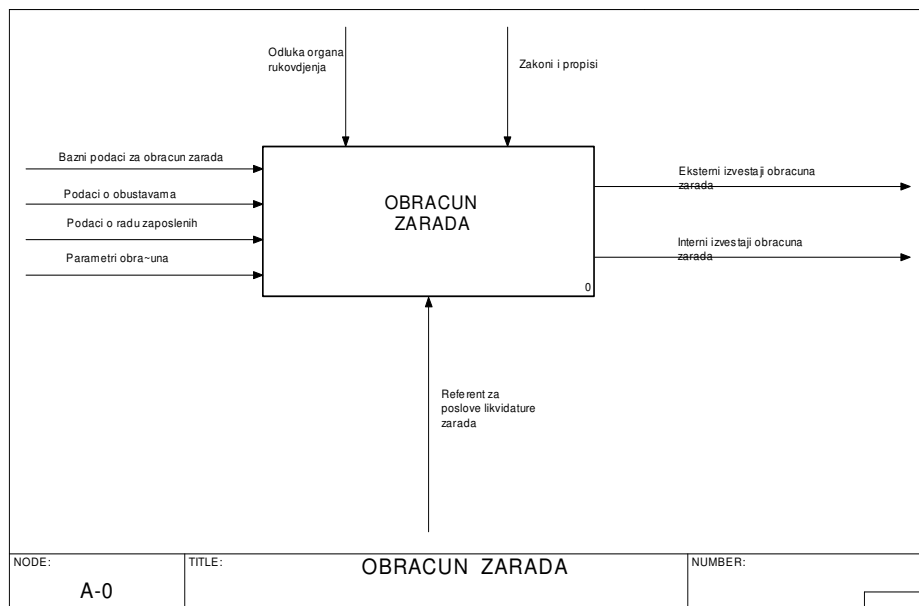 Odluka organa
rukovdjenja
Zakoni i propisi
Bazni podaci za obracun zarada
Podaci o obustavama
Podaci o radu zaposlenih
Parametri obra~una
OBRACUN
ZARADA
0
Eksterni izvestaji obracuna
zarada
Interni izvestaji obracuna
zarada
Referent za
poslove likvidature
zarada
NODE:
A-0
TITLE:
OBRACUN ZARADA
NUMBER: